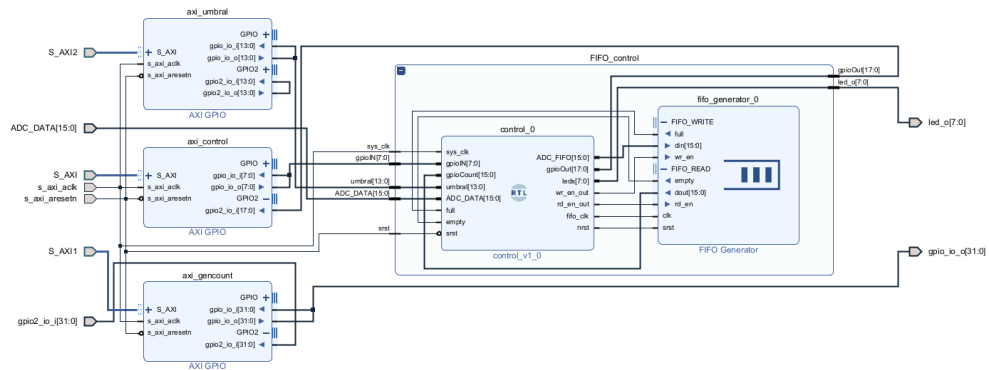 axi_umbral
GPIO
S_AXI
gpio_io_i[13:0]
gpio_io_o[13:0]
s_axi_aclk
GPIO2
s_axi_aresetn
gpio2_io_i[13:0]
gpio2_io_o[13:0]
AXI GPIO
S_AXI2
ADC_DATA[15:0]
axi_control
GPIO
S_AXI
gpio_io_i[7:0]
s_axi_aclk
gpio_io_o[7:0]
s_axi_aresetn
GPIO2
gpio2_io_i[17:0]
AXI GPIO
S_AXI
s_axi_aclk
s_axi_aresetn
S_AXI1
gpio2_io_i[31:0]
axi_gencount
GPIO
S_AXI
gpio_io_i[31:0]
s_axi_aclk
gpio_io_o[31:0]
s_axi_aresetn
GPIO2
gpio2_io_i[31:0]
AXI GPIO
FIFO_control
sys_clk
gpioIN[7:0]
umbral[13:0]
ADC_DATA[15:0]
srst
control_0
sys_clk
gpioIN[7:0]
gpioCount[15:0]
umbral[13:0]
ADC_DATA[15:0]
full
empty
srst
RTL
ADC_FIFO[15:0]
gpioOut[17:0]
leds[7:0]
wr_en_out
rd_en_out
fifo_clk
nrst
control_v1_0
fifo_generator_0
FIFO_WRITE
full
din[15:0]
wr_en
FIFO_READ
empty
dout[15:0]
rd_en
clk
srst
FIFO Generator
gpioOut[17:0]
led_o[7:0]
led_o[7:0]
gpio_io_o[31:0]